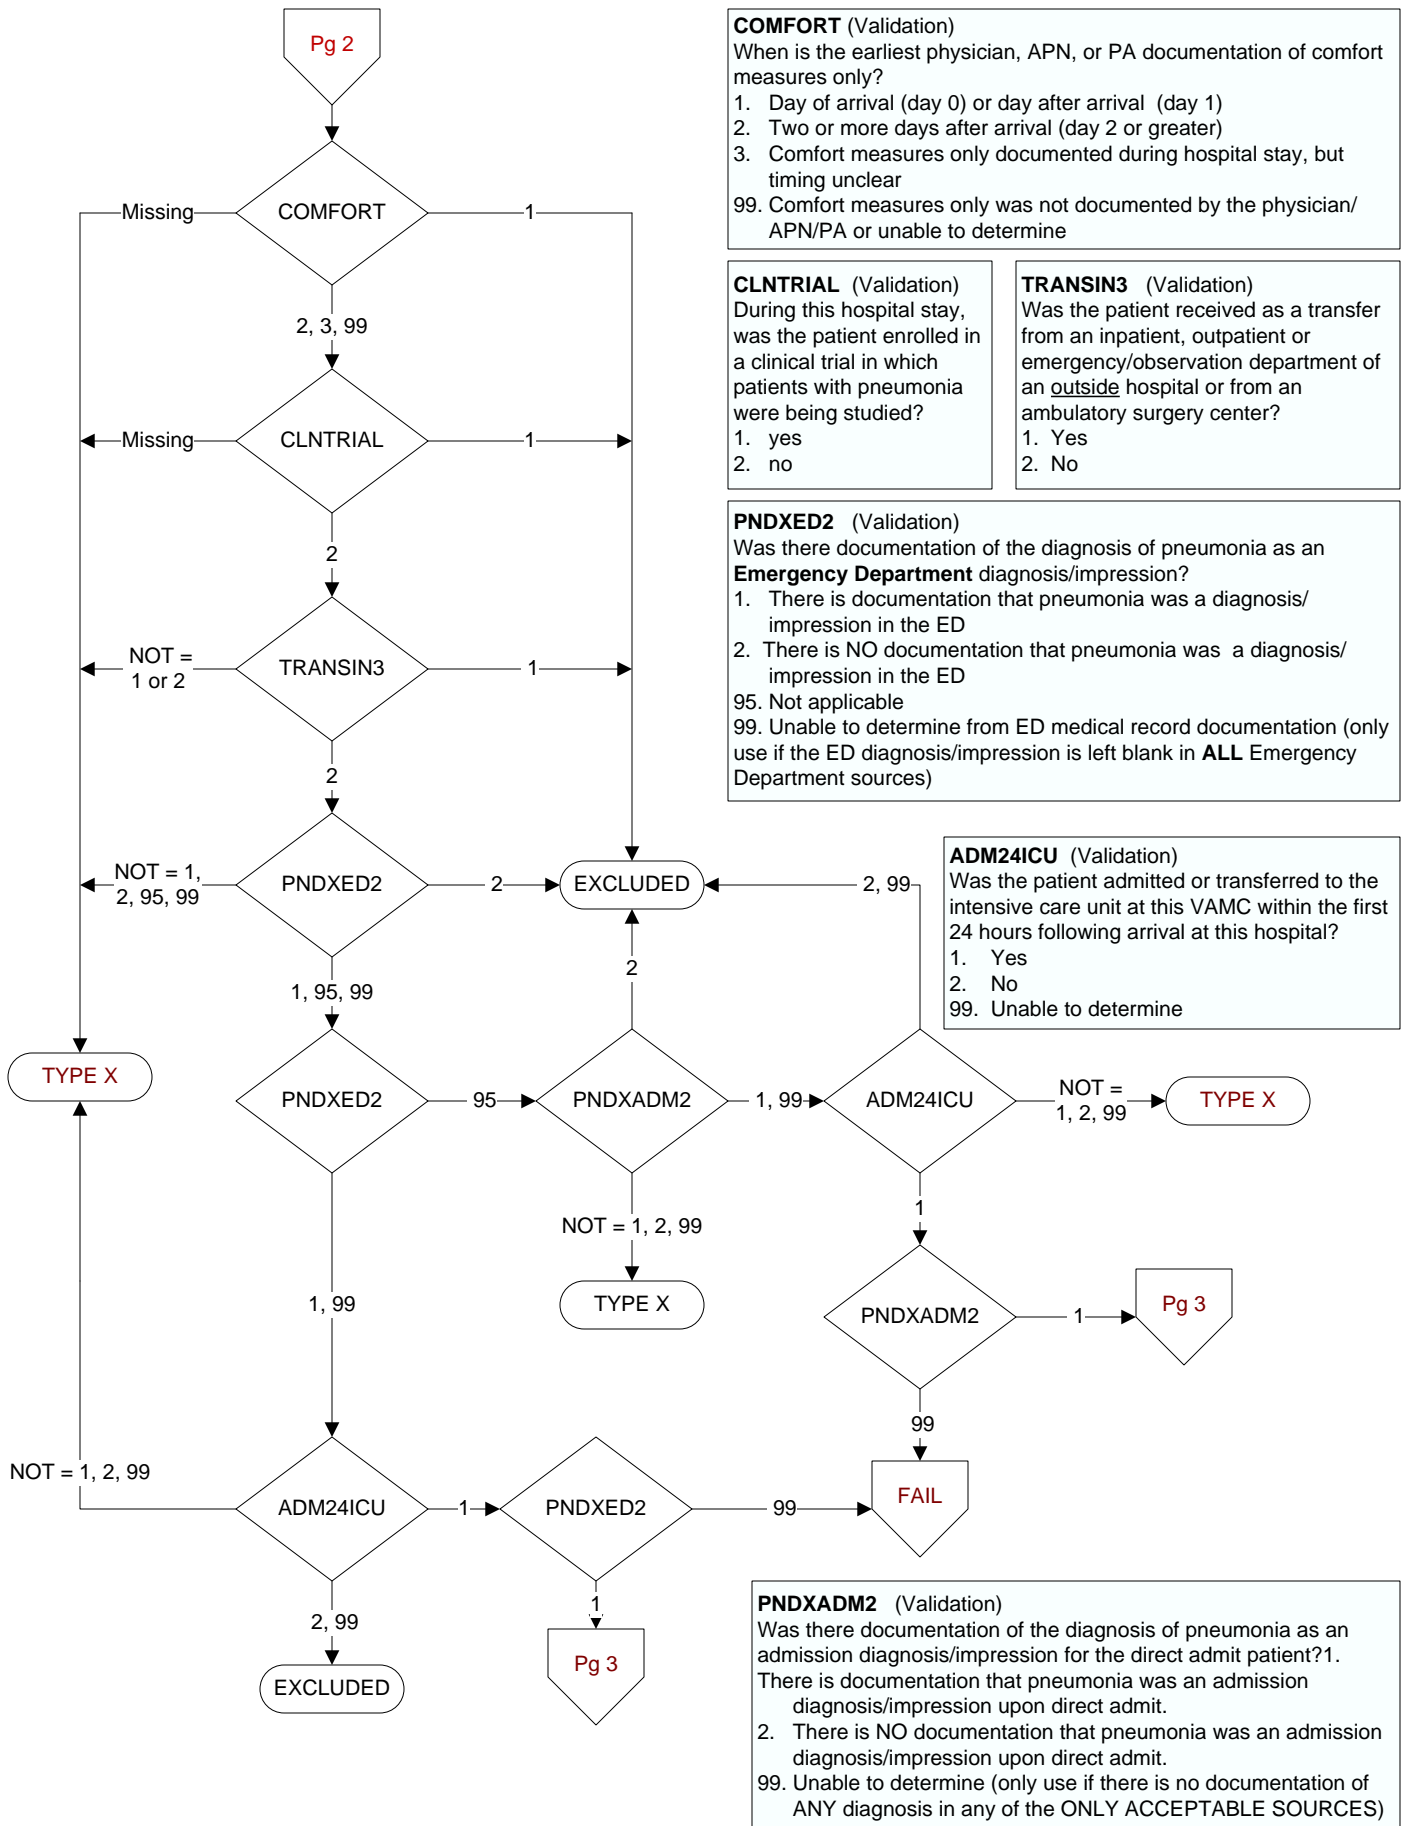 Pg 2
COMFORT (Validation)
When is the earliest physician, APN, or PA documentation of comfort
measures only?
1. Day of arrival (day 0) or day after arrival (day 1)
2. Two or more days after arrival (day 2 or greater)
3. Comfort measures only documented during hospital stay, but
timing unclear
99. Comfort measures only was not documented by the physician/
APN/PA or unable to determine
Missing
COMFORT
1
2, 3, 99
CLNTRIAL (Validation)
During this hospital stay,
was the patient enrolled in
a clinical trial in which
patients with pneumonia
were being studied?
1. yes
2. no
TRANSIN3 (Validation)
Was the patient received as a transfer
from an inpatient, outpatient or
emergency/observation department of
an outside hospital or from an
ambulatory surgery center?
1. Yes
2. No
Missing
CLNTRIAL
1
2
PNDXED2 (Validation)
Was there documentation of the diagnosis of pneumonia as an
Emergency Department diagnosis/impression?
1. There is documentation that pneumonia was a diagnosis/
impression in the ED
2. There is NO documentation that pneumonia was a diagnosis/
impression in the ED
95. Not applicable
99. Unable to determine from ED medical record documentation (only
use if the ED diagnosis/impression is left blank in ALL Emergency
Department sources)
NOT =
1 or 2
TRANSIN3
1
2
NOT = 1,
2, 95, 99
PNDXED2
2
EXCLUDED
2, 99
ADM24ICU (Validation)
Was the patient admitted or transferred to the
intensive care unit at this VAMC within the first
24 hours following arrival at this hospital?
1. Yes
2. No
99. Unable to determine
1, 95, 99
2
TYPE X
PNDXED2
95
PNDXADM2
1, 99
ADM24ICU
NOT =
1, 2, 99
TYPE X
NOT = 1, 2, 99
1
TYPE X
1, 99
PNDXADM2
1
Pg 3
99
NOT = 1, 2, 99
ADM24ICU
1
PNDXED2
99
FAIL
2, 99
1
EXCLUDED
Pg 3
PNDXADM2 (Validation)
Was there documentation of the diagnosis of pneumonia as an
admission diagnosis/impression for the direct admit patient?1.
There is documentation that pneumonia was an admission
diagnosis/impression upon direct admit.
2. There is NO documentation that pneumonia was an admission
diagnosis/impression upon direct admit.
99. Unable to determine (only use if there is no documentation of
ANY diagnosis in any of the ONLY ACCEPTABLE SOURCES)